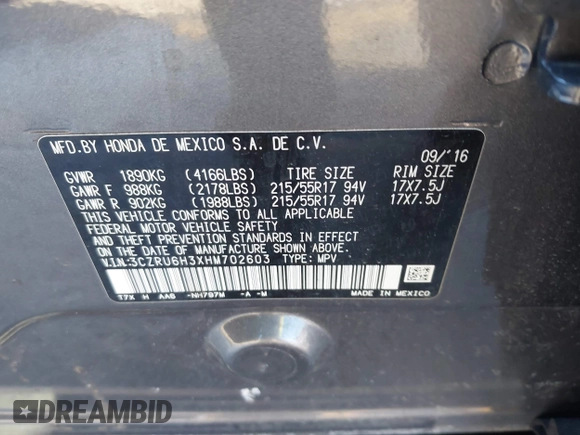 MFD.BY HONDA DE MEXICO S.A. DE C.V.
09/'16
GVWR 1890KG (4166LBS) TIRE SIZE RIM SIZE
GAWR F 988KG (2178LBS) 215/55R17 94V 17X7.5J
GAWR R 902KG (1988LBS) 215/55R17 94V 17X7.5J
THIS VEHICLE CONFORMS TO ALL APPLICABLE
FEDERAL MOTOR VEHICLE SAFETY
AND THEFT PREVENTION STANDARDS IN EFFECT
ON THE DATE OF MANUFACTURE SHOWN ABOVE.
V.I.N.:3CZRU6H3XHM702603 TYPE: MPV
T7X H AA6 -NH797M -A -M MADE IN MEXICO
DREAMBID